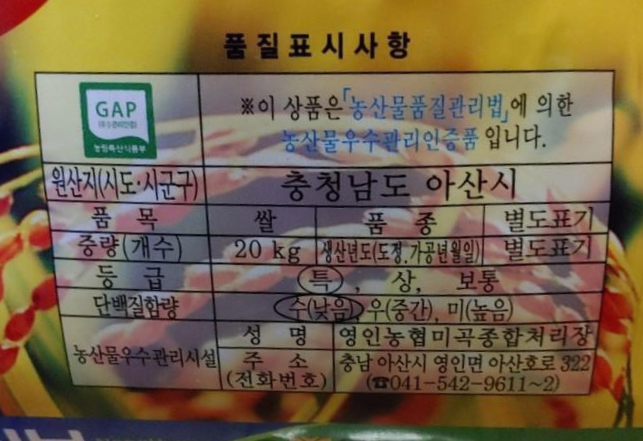 품질표시사항
GAP
(우수관리인증)
농림축산식품부
※이 상품은「농산물품질관리법」에 의한
농산물우수관리인증품 입니다.
원산지(시도·시군구) 충청남도 아산시
품 목 쌀 품 종 별도표기
중량(개수) 20 kg 생산년도(도정, 가공년월일) 별도표기
등 급 특, 상, 보통
단백질함량 수(낮음) 우(중간), 미(높음)
농산물우수관리시설 성 명 영인농협미곡종합처리장
주 소 충남 아산시 영인면 아산호로 322
(전화번호) (☎041-542-9611~2)